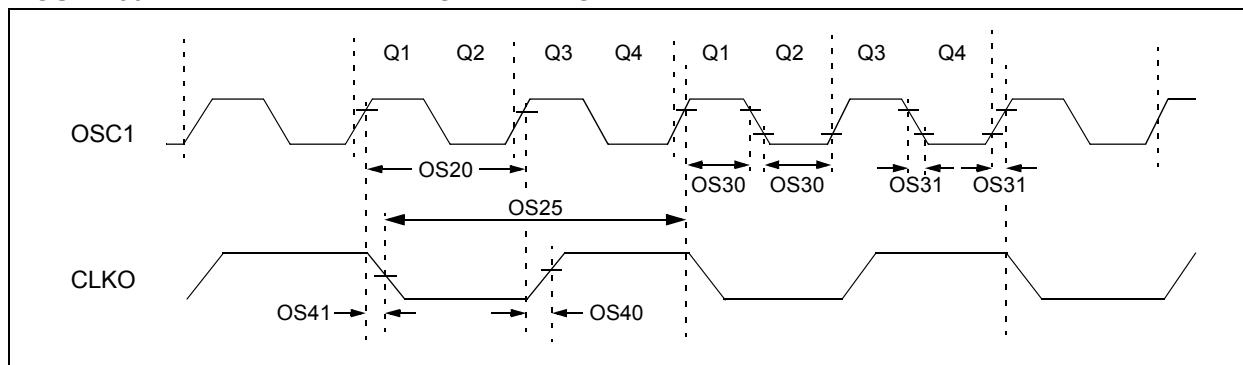 Q1 Q2 Q3 Q4 Q1 Q2 Q3 Q4
OSC1
OS20 OS30 OS30 OS31 OS31
OS25
CLKO
OS41 OS40